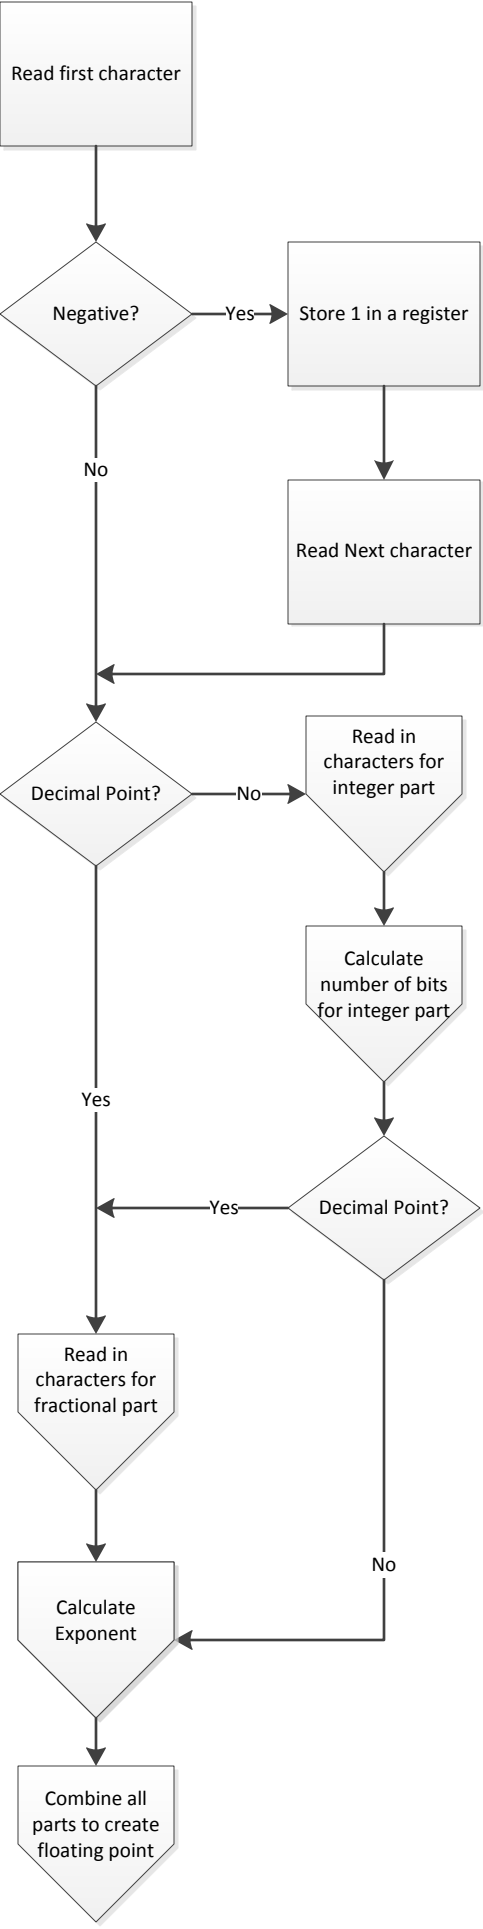 Read first character
Negative?
Yes
Store 1 in a register
No
Read Next character
Decimal Point?
No
Read in
characters for
integer part
Calculate
number of bits
for integer part
Yes
Decimal Point?
Yes
Read in
characters for
fractional part
No
Calculate
Exponent
Combine all
parts to create
floating point